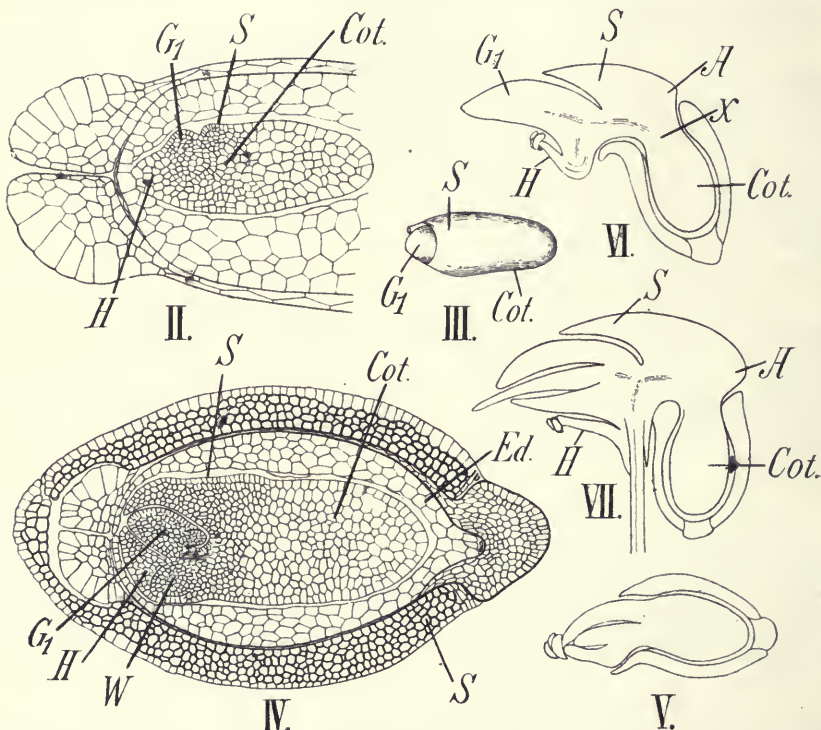 G1 S Cot.
H
II.
S
G1
Cot.
III.
G1 S A
X
H
Cot.
VI.
S
A
H
Cot.
VII.
S Cot.
Ed.
G1
H
W
S
IV.
V.